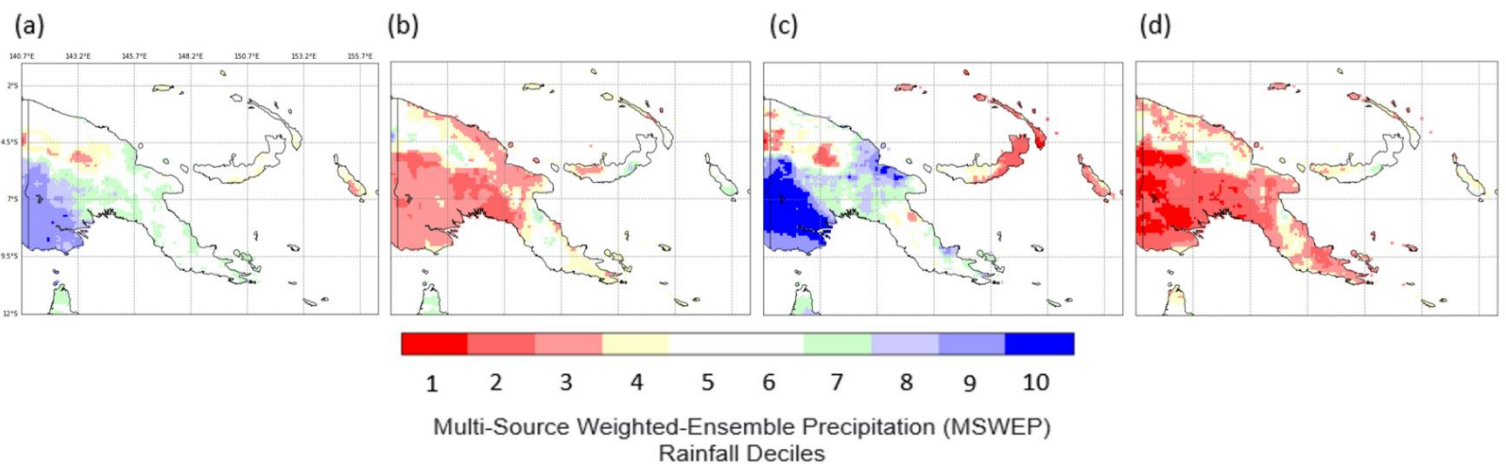 (a) (b) (c) (d)
140.7°E 143.2°E 145.7°E 148.2°E 150.7°E 153.2°E 155.7°E
2°S
4.5°S
7°S
9.5°S
12°S
1 2 3 4 5 6 7 8 9 10
Multi-Source Weighted-Ensemble Precipitation (MSWEP)
Rainfall Deciles